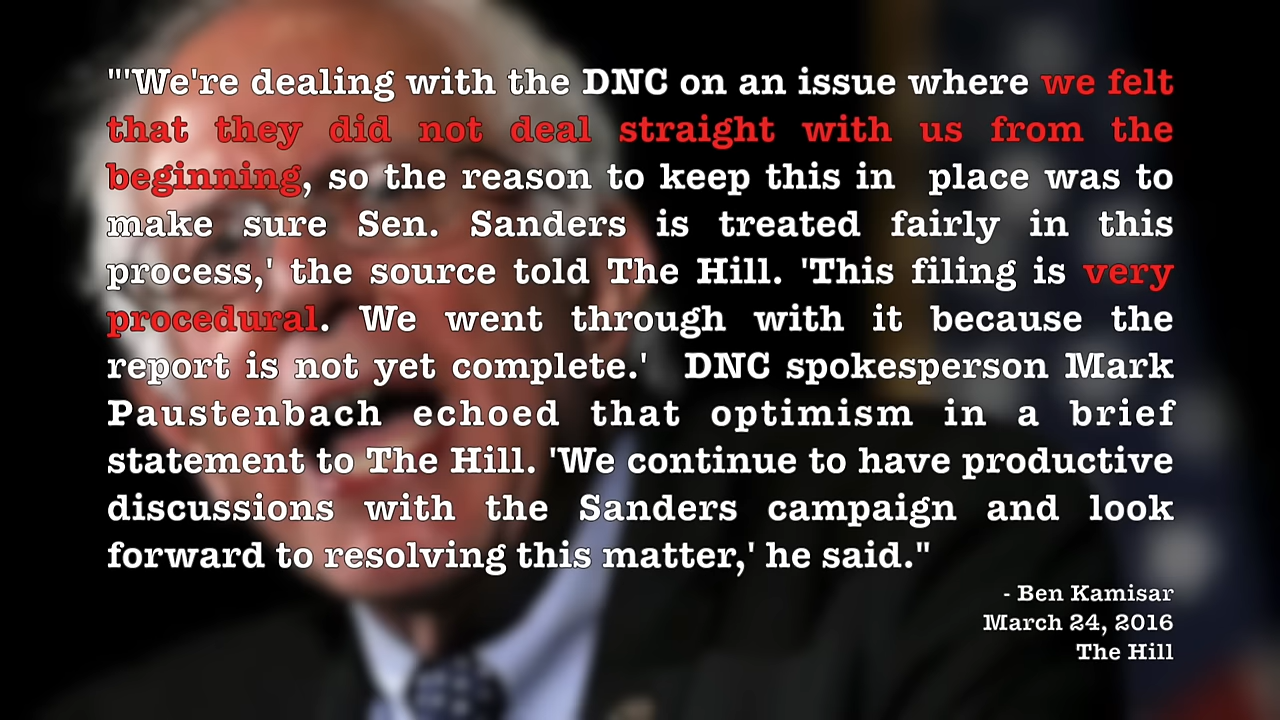 "'We're dealing with the DNC on an issue where we felt
that they did not deal straight with us from the
beginning, so the reason to keep this in place was to
make sure Sen. Sanders is treated fairly in this
process,' the source told The Hill. 'This filing is very
procedural. We went through with it because the
report is not yet complete.' DNC spokesperson Mark
Paustenbach echoed that optimism in a brief
statement to The Hill. 'We continue to have productive
discussions with the Sanders campaign and look
forward to resolving this matter,' he said."
- Ben Kamisar
March 24, 2016
The Hill